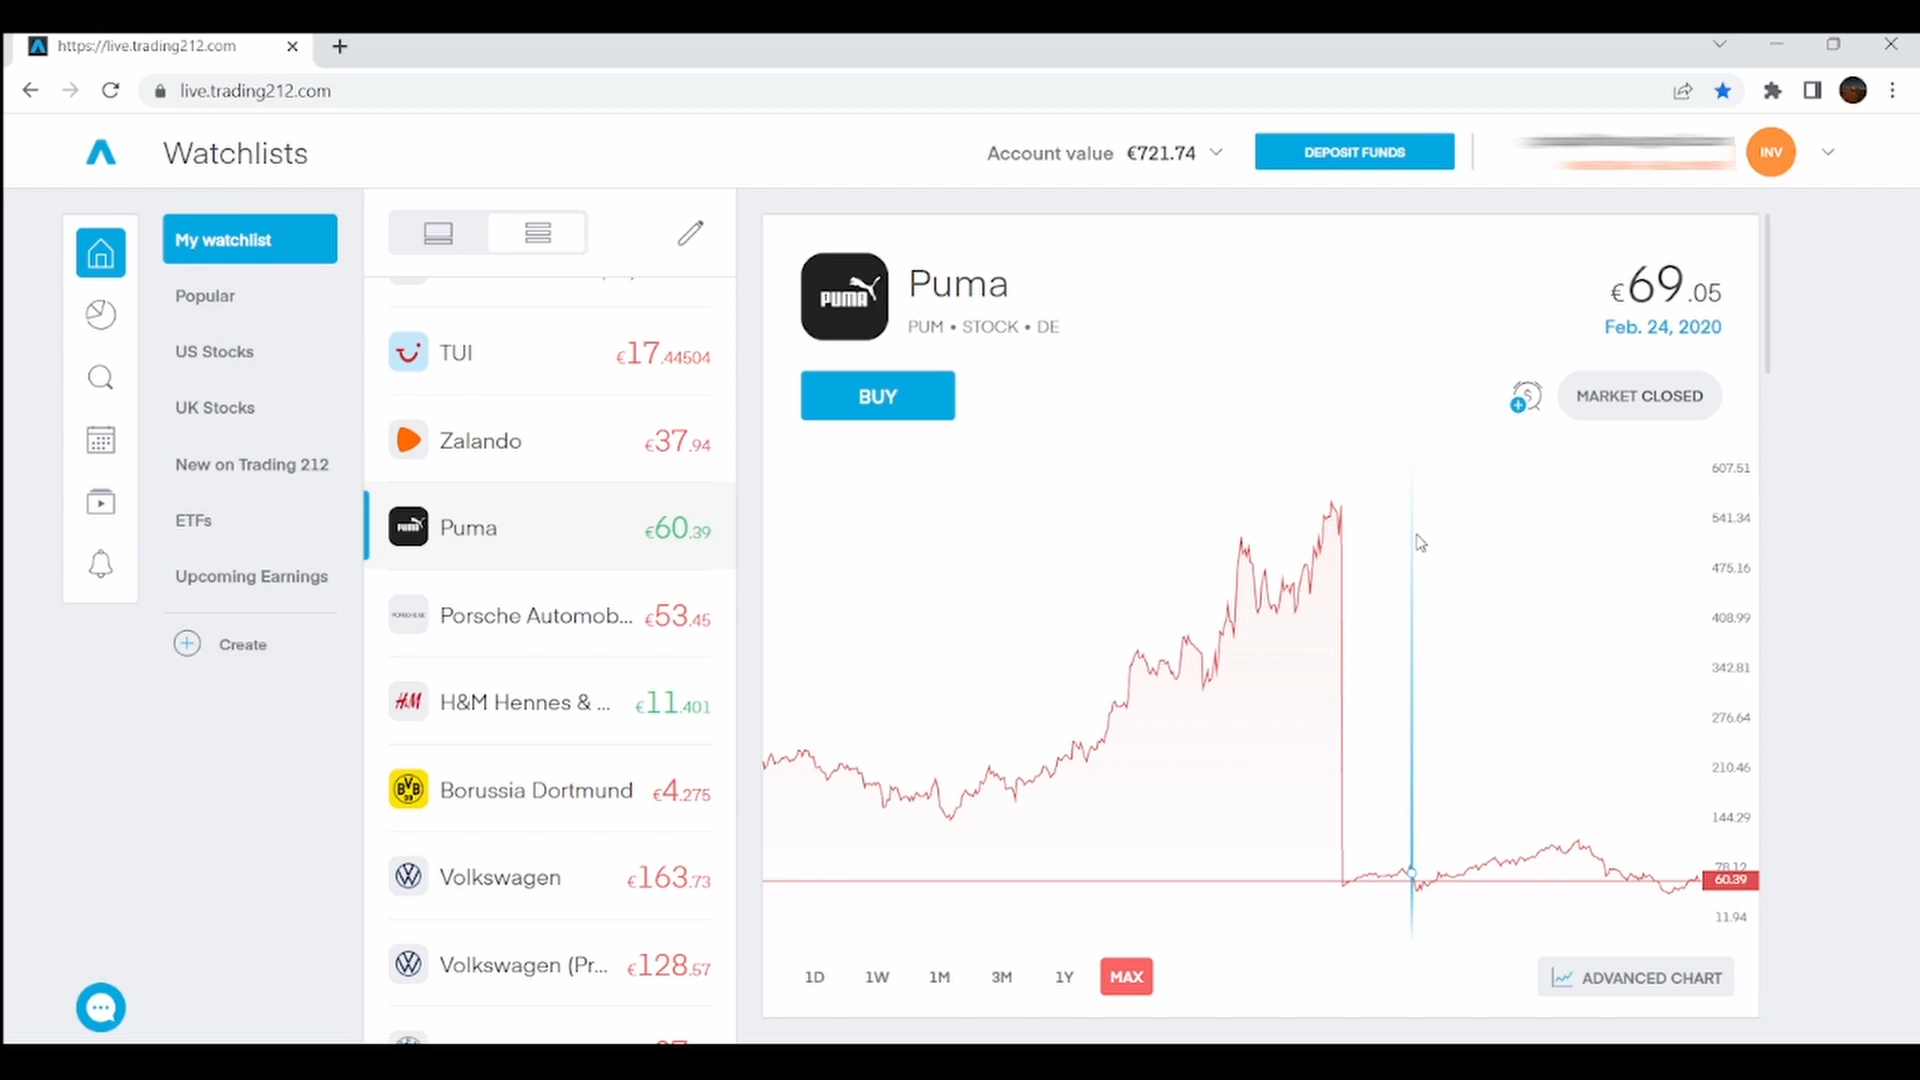 https://live.trading212.com
live.trading212.com
Watchlists
Account value €721.74
DEPOSIT FUNDS
INV
My watchlist
Popular
US Stocks
UK Stocks
New on Trading 212
ETFs
Upcoming Earnings
Create
TUI €17.44504
Zalando €37.94
PUMA
Puma €60.39
Porsche Automob... €53.45
H&M
H&M Hennes & ... €11.401
BVB
09
Borussia Dortmund €4.275
Volkswagen €163.73
Volkswagen (Pr... €128.57
PUMA
Puma
PUM • STOCK • DE
€69.05
Feb. 24, 2020
BUY
MARKET CLOSED
607.51
541.34
475.16
408.99
342.81
276.64
210.46
144.29
78.12
60.39
11.94
1D 1W 1M 3M 1Y MAX
ADVANCED CHART